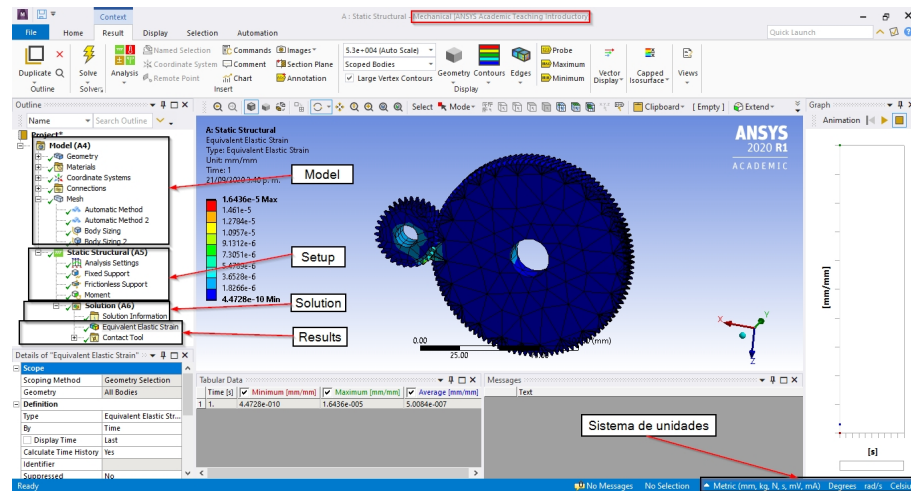 Context
A : Static Structural - Mechanical [ANSYS Academic Teaching Introductory]
File Home Result Display Selection Automation
Quick Launch
Duplicate
Solve
Analysis
Named Selection
Coordinate System
Remote Point
Commands
Comment
Chart
Images
Section Plane
Annotation
5.3e+004 (Auto Scale)
Scoped Bodies
Large Vertex Contours
Geometry
Contours
Edges
Probe
Maximum
Minimum
Vector
Display
Capped
Isosurface
Views
Outline Solver Insert Display
Outline
Name Search Outline
Select Mode Clipboard [ Empty ] Extend
Graph
Animation
Project*
Model (A4)
Geometry
Materials
Coordinate Systems
Connections
Mesh
Automatic Method
Automatic Method 2
Body Sizing
Body Sizing 2
Static Structural (A5)
Analysis Settings
Fixed Support
Frictionless Support
Moment
Solution (A6)
Solution Information
Equivalent Elastic Strain
Contact Tool
A: Static Structural
Equivalent Elastic Strain
Type: Equivalent Elastic Strain
Unit: mm/mm
Time: 1
21/09/2020 3:40 p. m.
1.6436e-5 Max
1.461e-5
1.2784e-5
1.0957e-5
9.1312e-6
7.3051e-6
3.6528e-6
1.8266e-6
4.4728e-10 Min
Model
Setup
Solution
Results
ANSYS
2020 R1
ACADEMIC
X
Y
Z
0.00
25.00
(mm)
[mm/mm]
[s]
Details of "Equivalent Elastic Strain"
Scope
Scoping Method Geometry Selection
Geometry All Bodies
Definition
Type Equivalent Elastic Str...
By Time
Display Time Last
Calculate Time History Yes
Identifier
Suppressed No
Tabular Data
Time [s] Minimum [mm/mm] Maximum [mm/mm] Average [mm/mm]
1 1. 4.4728e-010 1.6436e-005 5.0084e-007
Messages
Text
Sistema de unidades
Ready
No Messages No Selection Metric (mm, kg, N, s, mV, mA) Degrees rad/s Celsiu